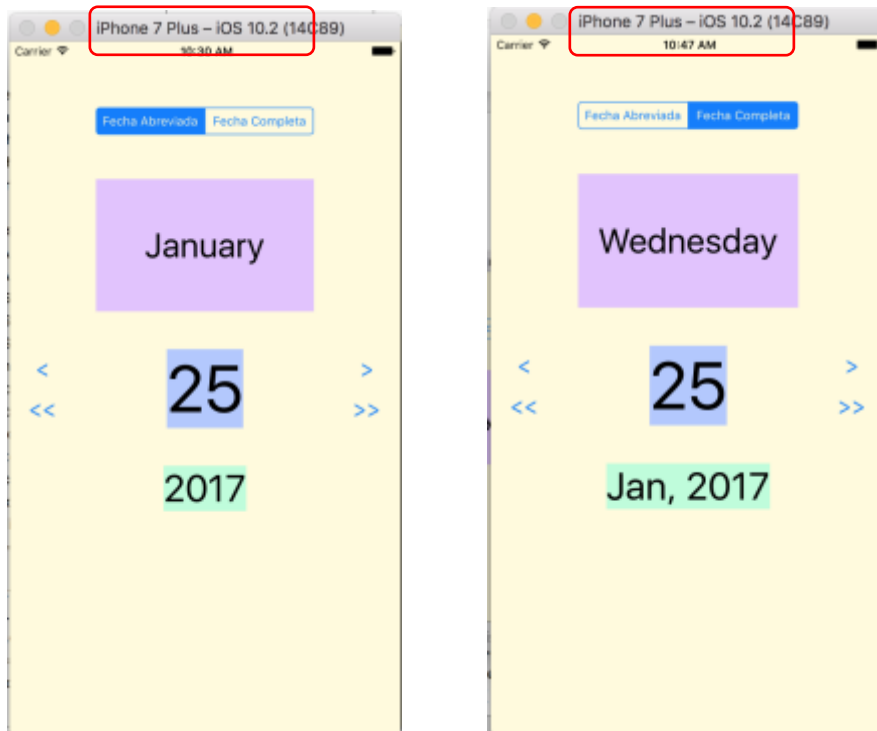 iPhone 7 Plus – iOS 10.2 (14C89)
Carrier 10:30 AM
Fecha Abreviada Fecha Completa
January
< 25 >
<< >>
2017
iPhone 7 Plus – iOS 10.2 (14C89)
Carrier 10:47 AM
Fecha Abreviada Fecha Completa
Wednesday
< 25 >
<< >>
Jan, 2017